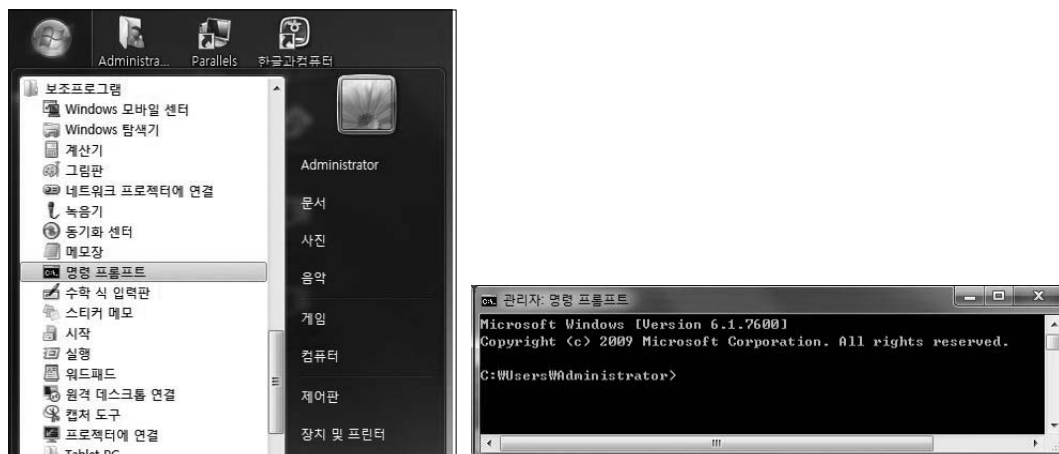 Administra...
Parallels
한글과컴퓨터
보조프로그램
Windows 모바일 센터
Windows 탐색기
계산기
그림판
네트워크 프로젝터에 연결
녹음기
동기화 센터
메모장
명령 프롬프트
수학 식 입력판
스티커 메모
시작
실행
워드패드
원격 데스크톱 연결
캡처 도구
프로젝터에 연결
Tablet PC
Administrator
문서
사진
음악
게임
컴퓨터
제어판
장치 및 프린터
관리자: 명령 프롬프트
Microsoft Windows [Version 6.1.7600]
Copyright (c) 2009 Microsoft Corporation. All rights reserved.
C:₩Users₩Administrator>